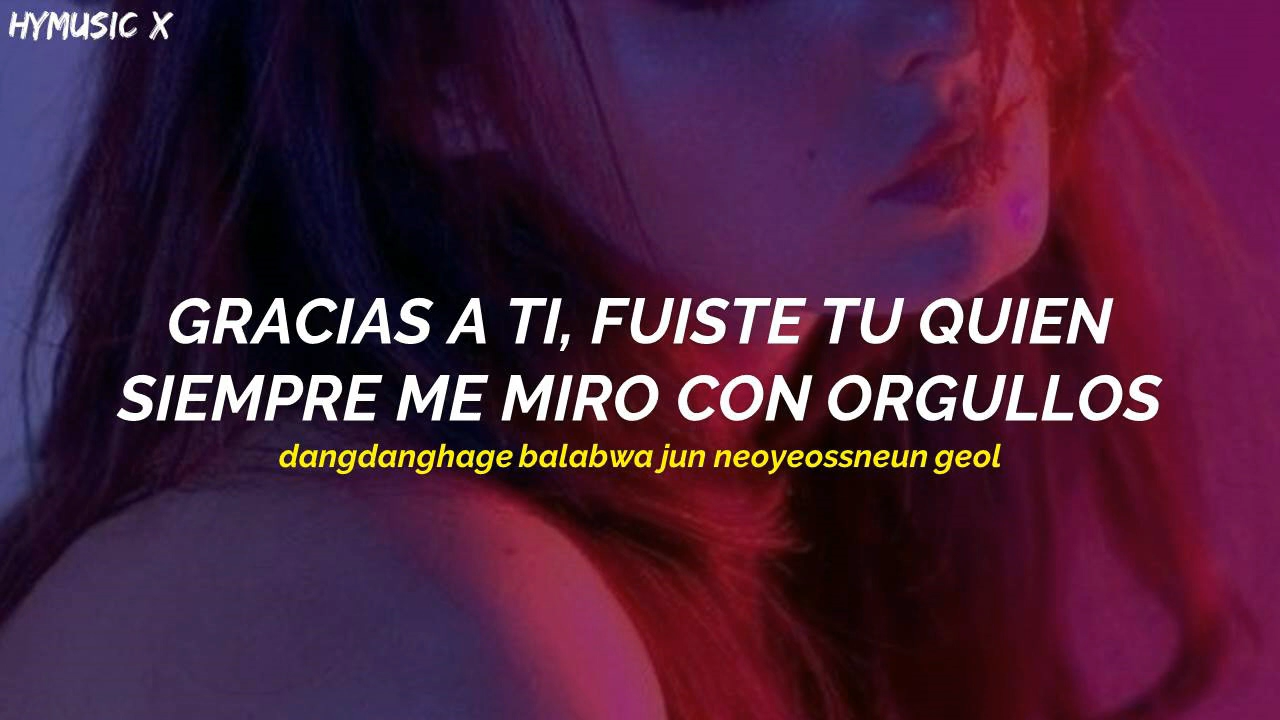 HYMUSIC X
GRACIAS A TI, FUISTE TU QUIEN
SIEMPRE ME MIRO CON ORGULLOS
dangdanghage balabwa jun neoyeossneun geol